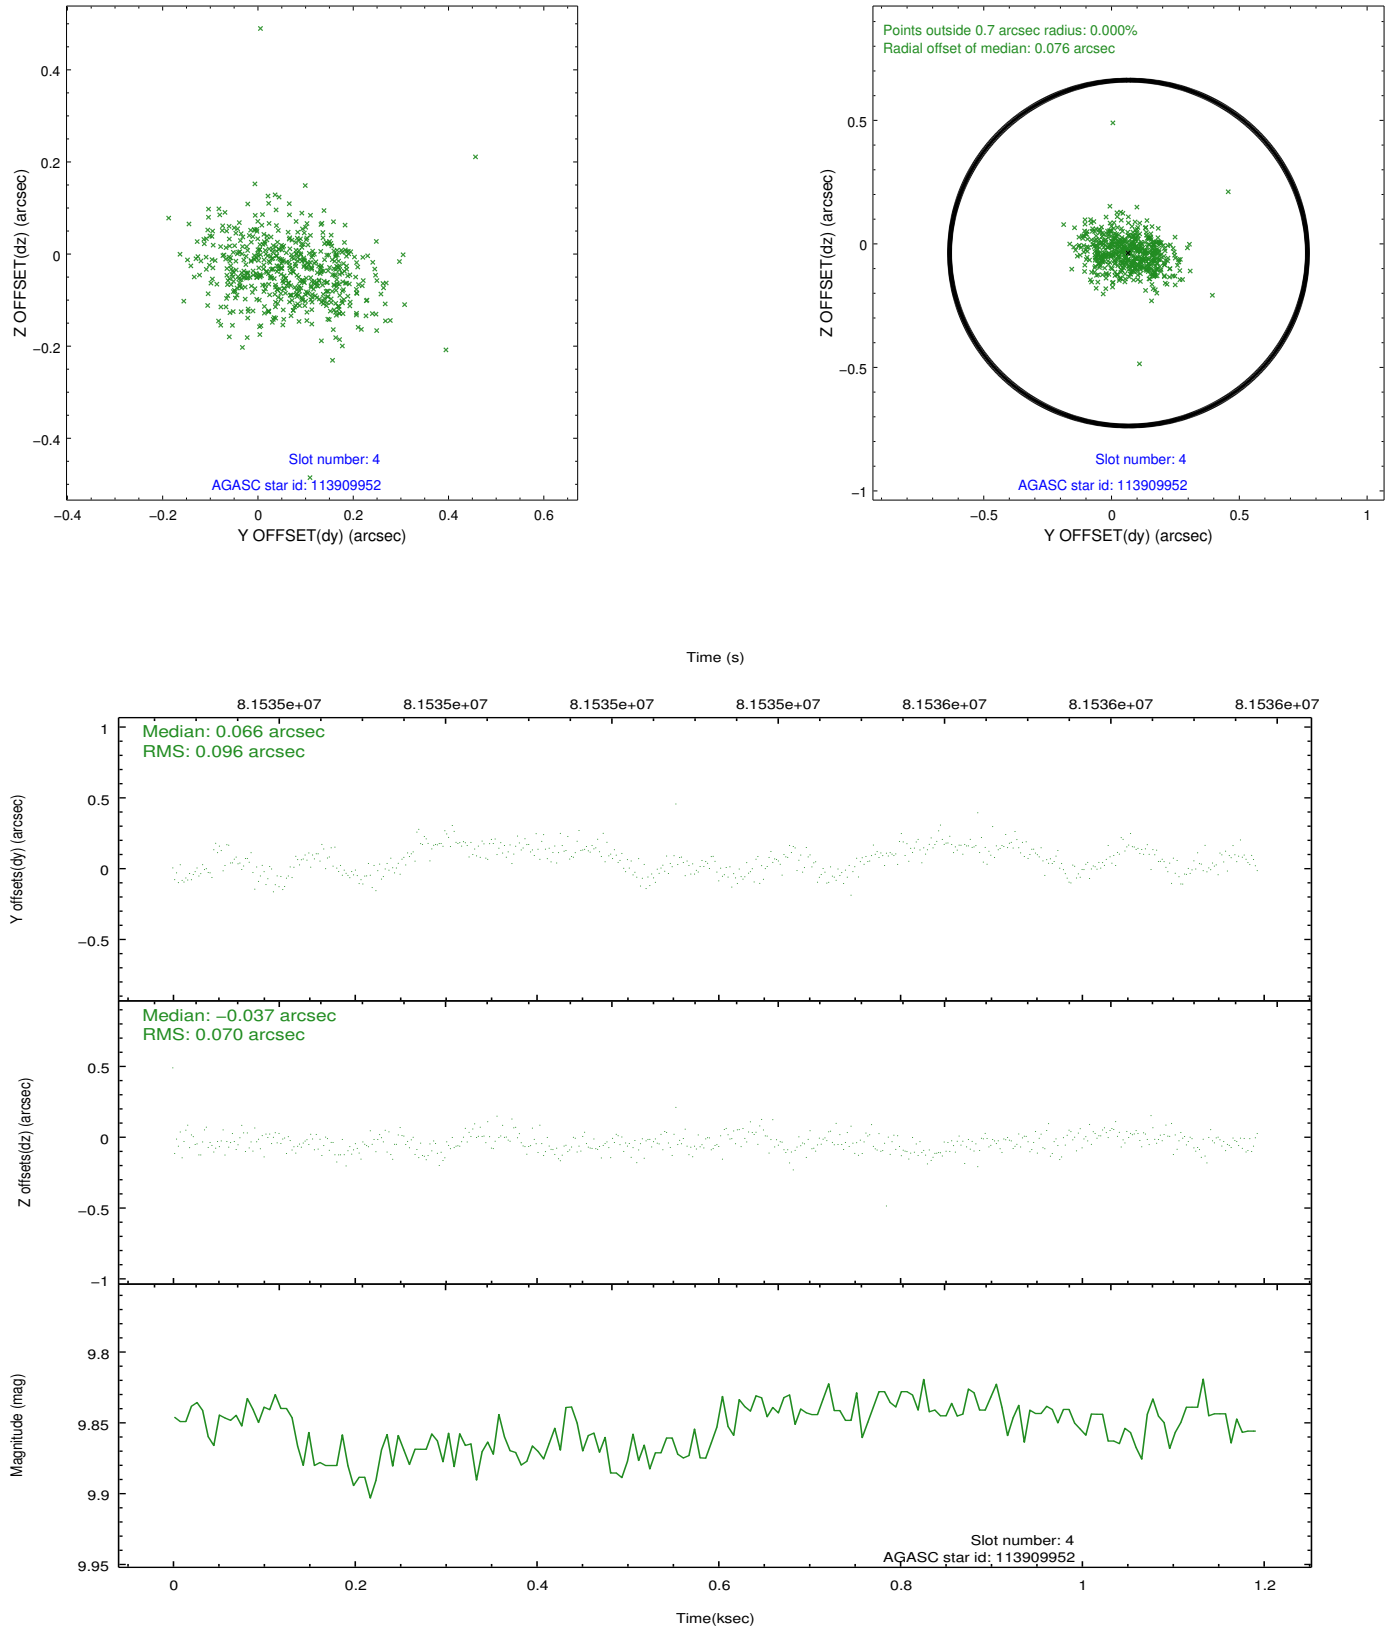 0.4
0.2
0
−0.2
−0.4
Z OFFSET(dz) (arcsec)
Slot number: 4
AGASC star id: 113909952
−0.4 −0.2 0 0.2 0.4 0.6
Y OFFSET(dy) (arcsec)
Points outside 0.7 arcsec radius: 0.000%
Radial offset of median: 0.076 arcsec
0.5
0
−0.5
−1
Z OFFSET(dz) (arcsec)
Slot number: 4
AGASC star id: 113909952
−0.5 0 0.5 1
Y OFFSET(dy) (arcsec)
Time (s)
8.1535e+07 8.1535e+07 8.1535e+07 8.1535e+07 8.1536e+07 8.1536e+07 8.1536e+07
Median: 0.066 arcsec
RMS: 0.096 arcsec
1
0.5
0
−0.5
Y offsets(dy) (arcsec)
Median: −0.037 arcsec
RMS: 0.070 arcsec
0.5
0
−0.5
−1
Z offsets(dz) (arcsec)
9.8
9.85
9.9
9.95
Magnitude (mag)
Slot number: 4
AGASC star id: 113909952
0 0.2 0.4 0.6 0.8 1 1.2
Time(ksec)